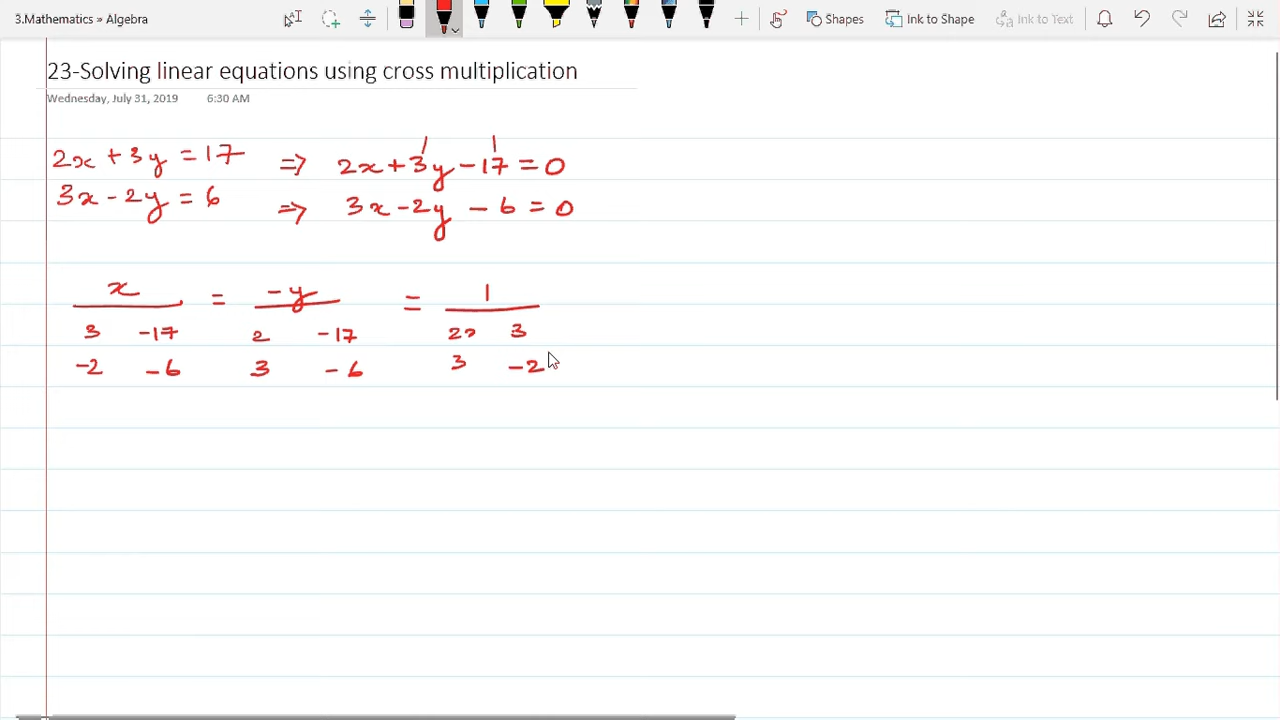 3.Mathematics » Algebra
Shapes
Ink to Shape
Ink to Text
23-Solving linear equations using cross multiplication
Wednesday, July 31, 2019 6:30 AM
2x + 3y = 17 => 2x + 3y - 17 = 0
3x - 2y = 6 => 3x - 2y - 6 = 0
x = -y = 1
3 -17 2 -17 2 3
-2 -6 3 -6 3 -2